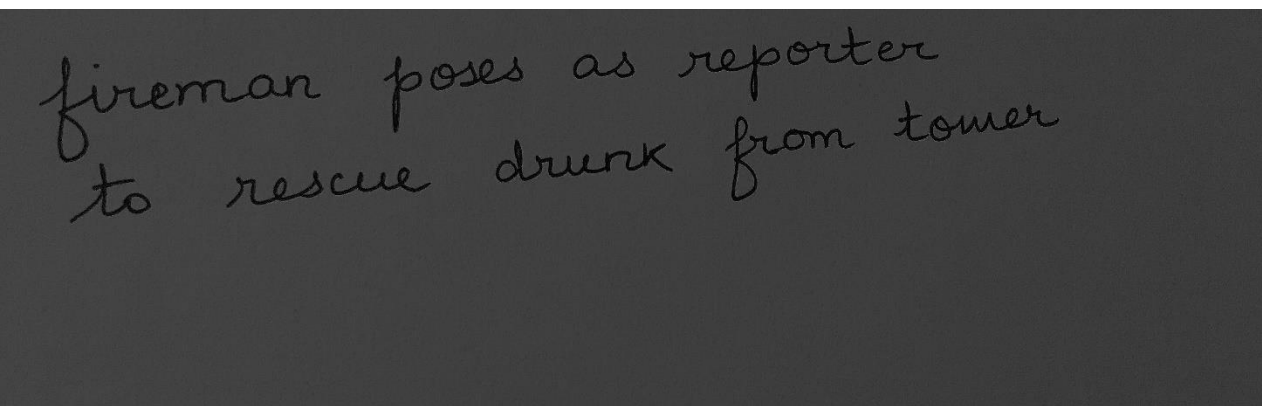 fireman poses as reporter
to rescue drunk from tower